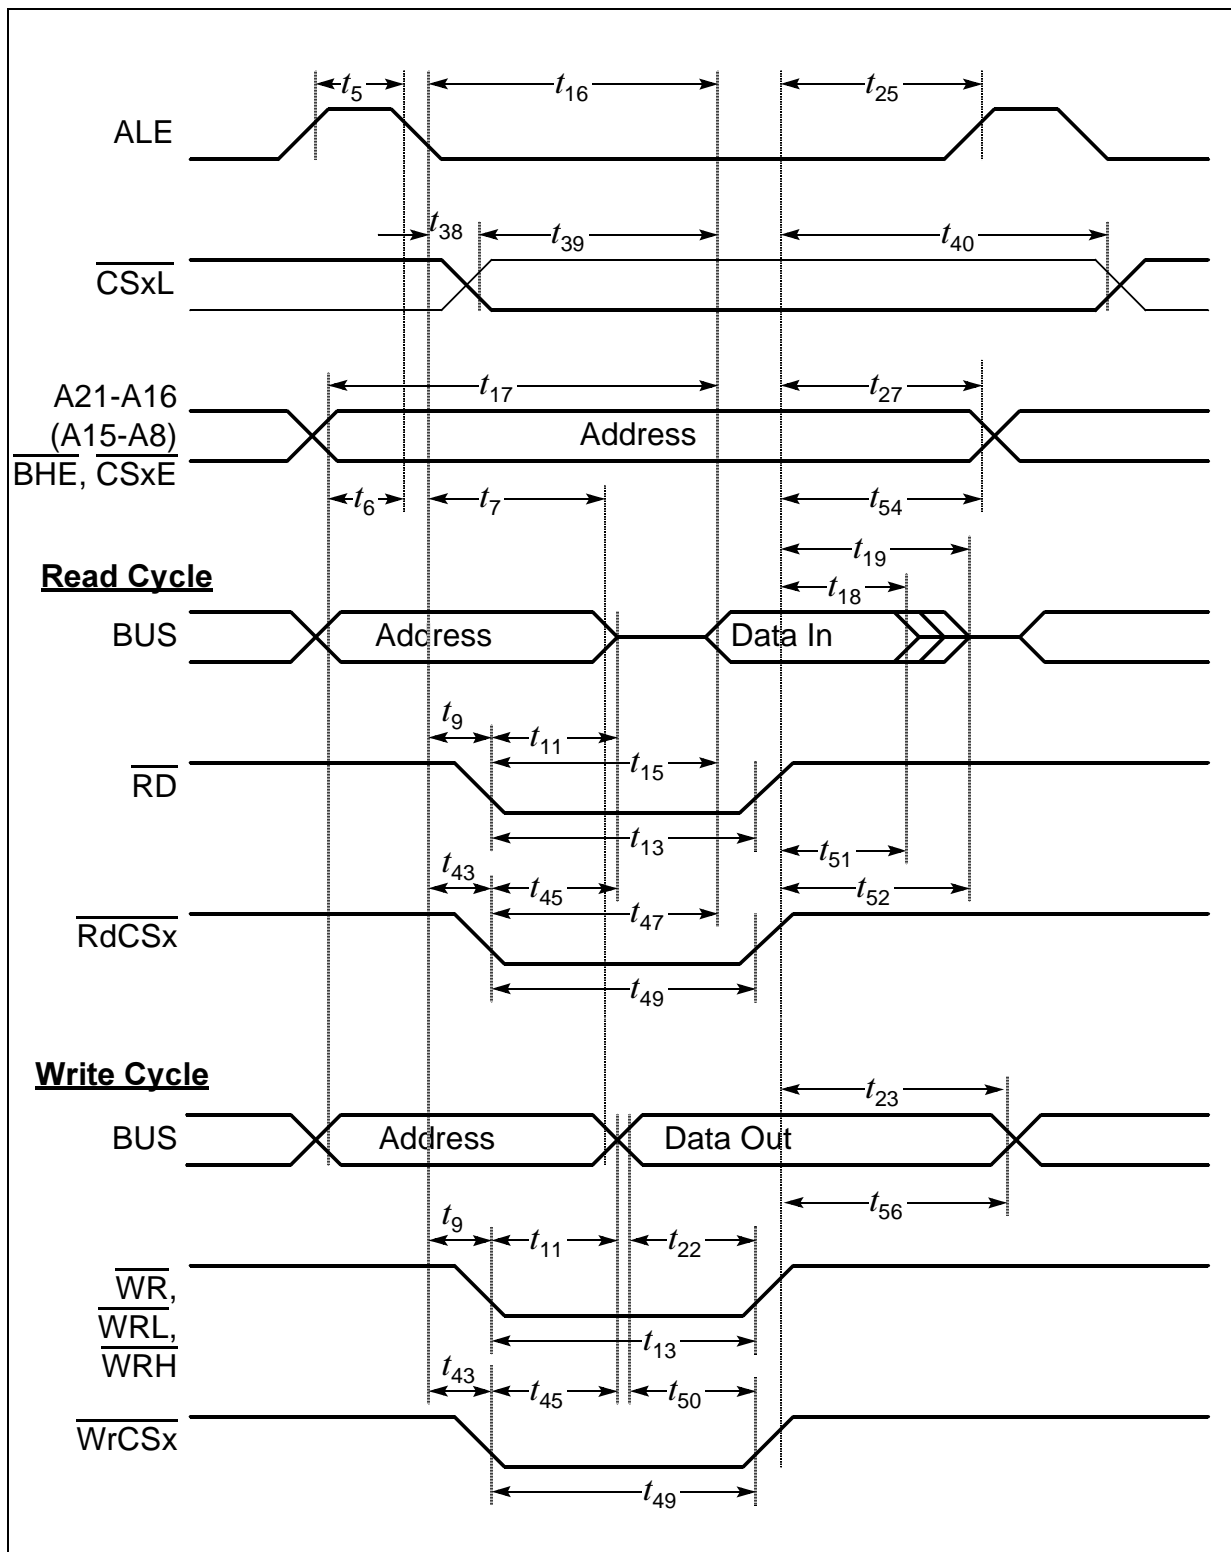 t5 t16 t25
ALE
t38 t39 t40
CSxL
t17 t27
A21-A16
(A15-A8)
Address
BHE, CSxE
t6 t7 t54
t19
Read Cycle
t18
BUS Address Data In
t9 t11
t15
RD
t13 t51
t43 t45 t52
t47
RdCSx
t49
Write Cycle
t23
BUS Address Data Out
t56
t9 t11 t22
WR,
WRL,
t13
WRH
t43 t45 t50
WrCSx
t49